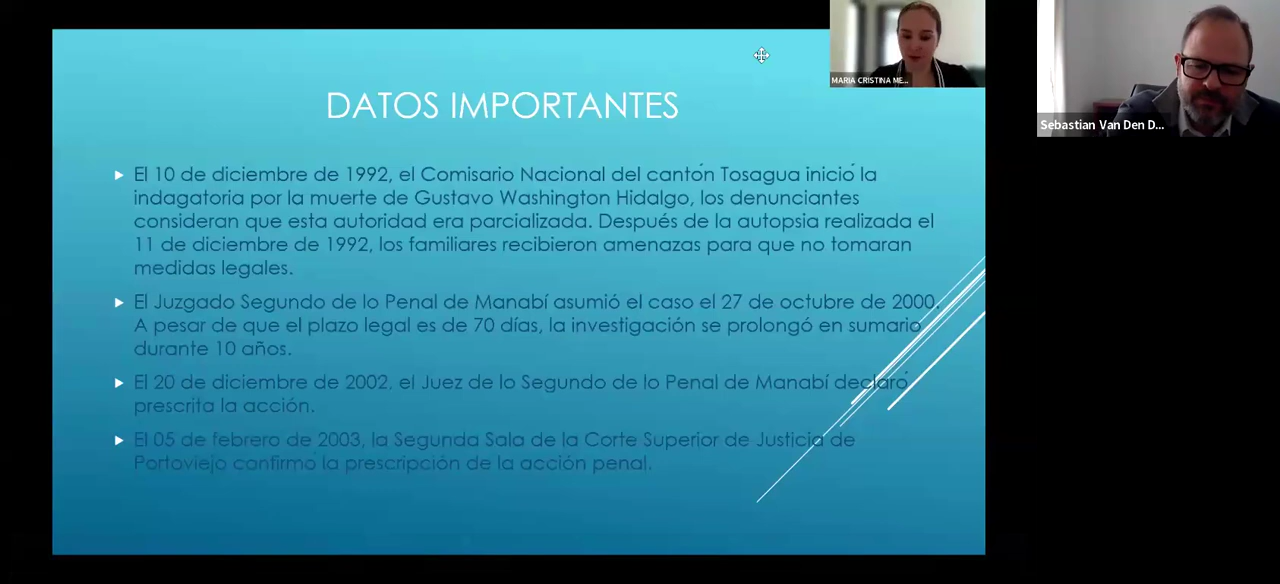 MARIA CRISTINA ME...
Sebastian Van Den D...
DATOS IMPORTANTES
El 10 de diciembre de 1992, el Comisario Nacional del cantón Tosagua inició la
indagatoria por la muerte de Gustavo Washington Hidalgo, los denunciantes
consideran que esta autoridad era parcializada. Después de la autopsia realizada el
11 de diciembre de 1992, los familiares recibieron amenazas para que no tomaran
medidas legales.
El Juzgado Segundo de lo Penal de Manabí asumió el caso el 27 de octubre de 2000.
A pesar de que el plazo legal es de 70 días, la investigación se prolongó en sumario
durante 10 años.
El 20 de diciembre de 2002, el Juez de lo Segundo de lo Penal de Manabí declaró
prescrita la acción.
El 05 de febrero de 2003, la Segunda Sala de la Corte Superior de Justicia de
Portoviejo confirmó la prescripción de la acción penal.